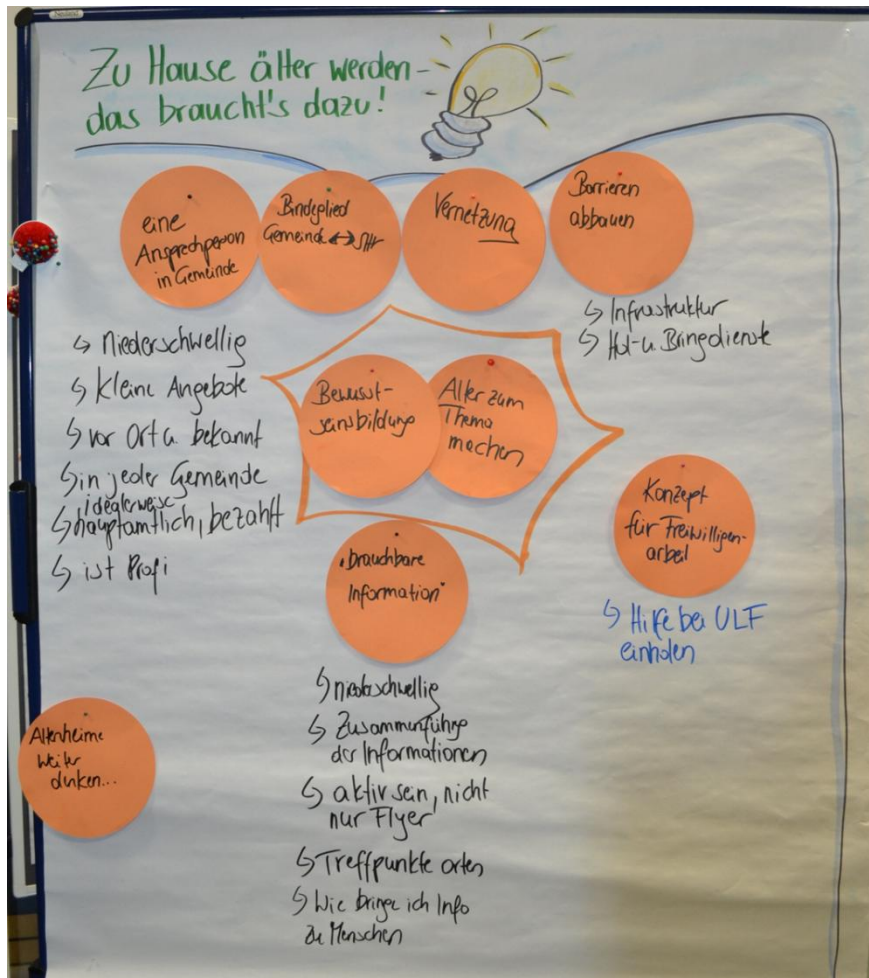 Zu Hause älter werden -
das braucht's dazu!
eine
Ansprechperson
in Gemeinde
Bindeglied
Gemeinde ↔ SHV
Vernetzung
Barrieren
abbauen
↳ Infrastruktur
↳ Hol- u. Bringdienste
↳ Niederschwellig
↳ Kleine Angebote
↳ vor Ort u. bekannt
↳ in jeder Gemeinde
idealerweise
↳ hauptamtlich, bezahlt
↳ ist Profi
Bewusst-
seinsbildung
Alter zum
Thema
machen
Konzept
für Freiwilligen-
arbeit
↳ Hilfe bei ULF
einholen
"brauchbare
Information"
↳ niederschwellig
↳ Zusammenführung
der Informationen
↳ aktiv sein, nicht
nur Flyer
↳ Treffpunkte orten
↳ Wie bringe ich Info
zu Menschen
Altenheime
weiter
denken...